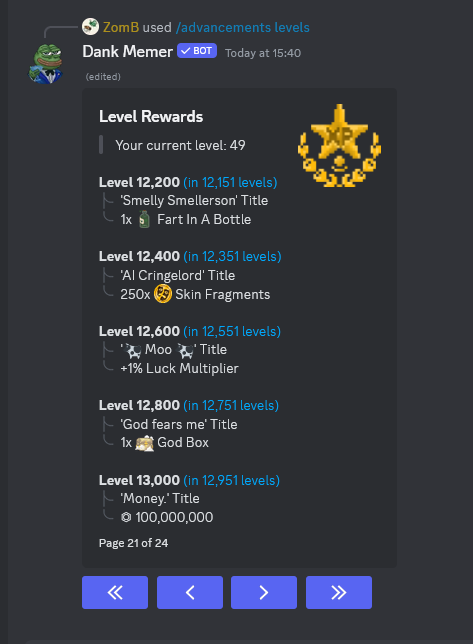 ZomB used /advancements levels
Dank Memer ✓ BOT Today at 15:40
(edited)
Level Rewards
XP
Your current level: 49
Level 12,200 (in 12,151 levels)
'Smelly Smellerson' Title
1x Fart In A Bottle
Level 12,400 (in 12,351 levels)
'AI Cringelord' Title
250x Skin Fragments
Level 12,600 (in 12,551 levels)
' Moo ' Title
+1% Luck Multiplier
Level 12,800 (in 12,751 levels)
'God fears me' Title
1x God Box
Level 13,000 (in 12,951 levels)
'Money.' Title
⏣ 100,000,000
Page 21 of 24